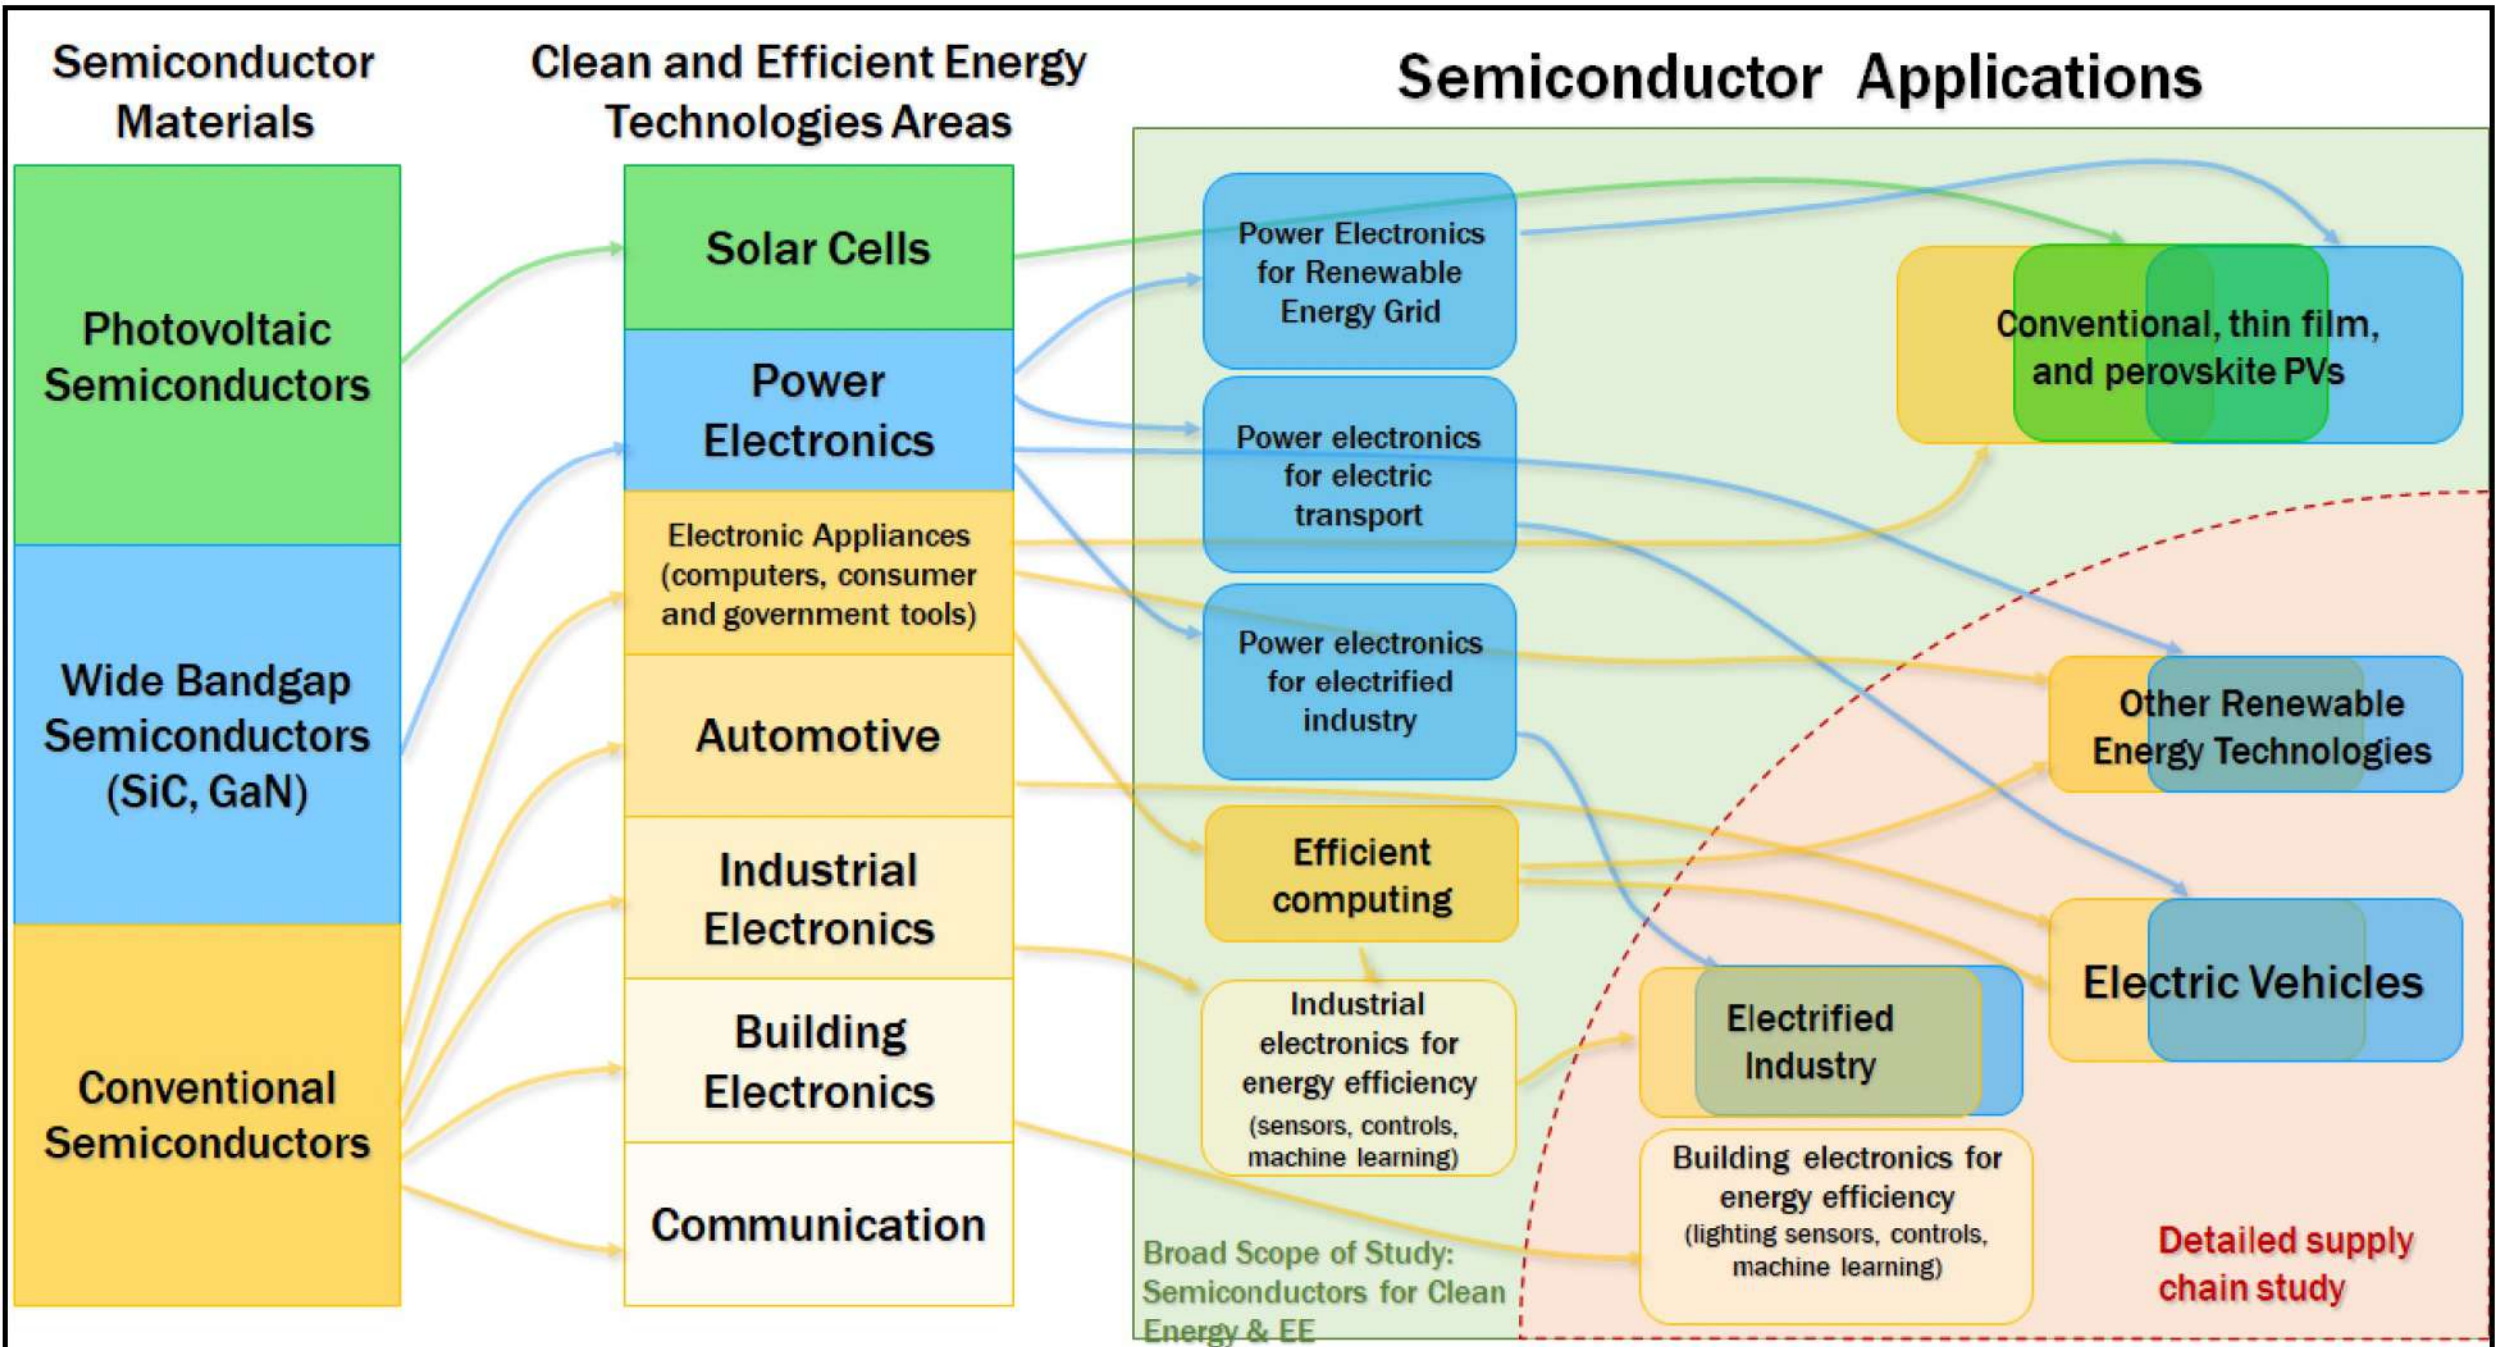 Semiconductor
Materials
Clean and Efficient Energy
Technologies Areas
Semiconductor Applications
Photovoltaic
Semiconductors
Wide Bandgap
Semiconductors
(SiC, GaN)
Conventional
Semiconductors
Solar Cells
Power
Electronics
Electronic Appliances
(computers, consumer
and government tools)
Automotive
Industrial
Electronics
Building
Electronics
Communication
Power Electronics
for Renewable
Energy Grid
Power electronics
for electric
transport
Power electronics
for electrified
industry
Efficient
computing
Industrial
electronics for
energy efficiency
(sensors, controls,
machine learning)
Broad Scope of Study:
Semiconductors for Clean
Energy & EE
Conventional, thin film,
and perovskite PVs
Other Renewable
Energy Technologies
Electric Vehicles
Electrified
Industry
Building electronics for
energy efficiency
(lighting sensors, controls,
machine learning)
Detailed supply
chain study